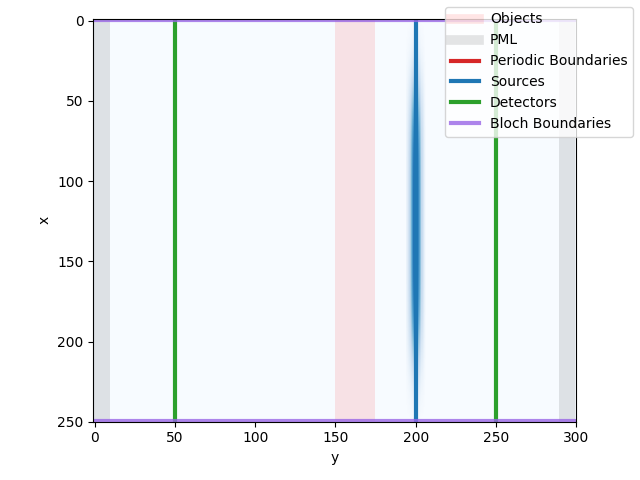 Objects
PML
Periodic Boundaries
Sources
Detectors
Bloch Boundaries
0
50
100
150
200
250
x
0 50 100 150 200 250 300
y